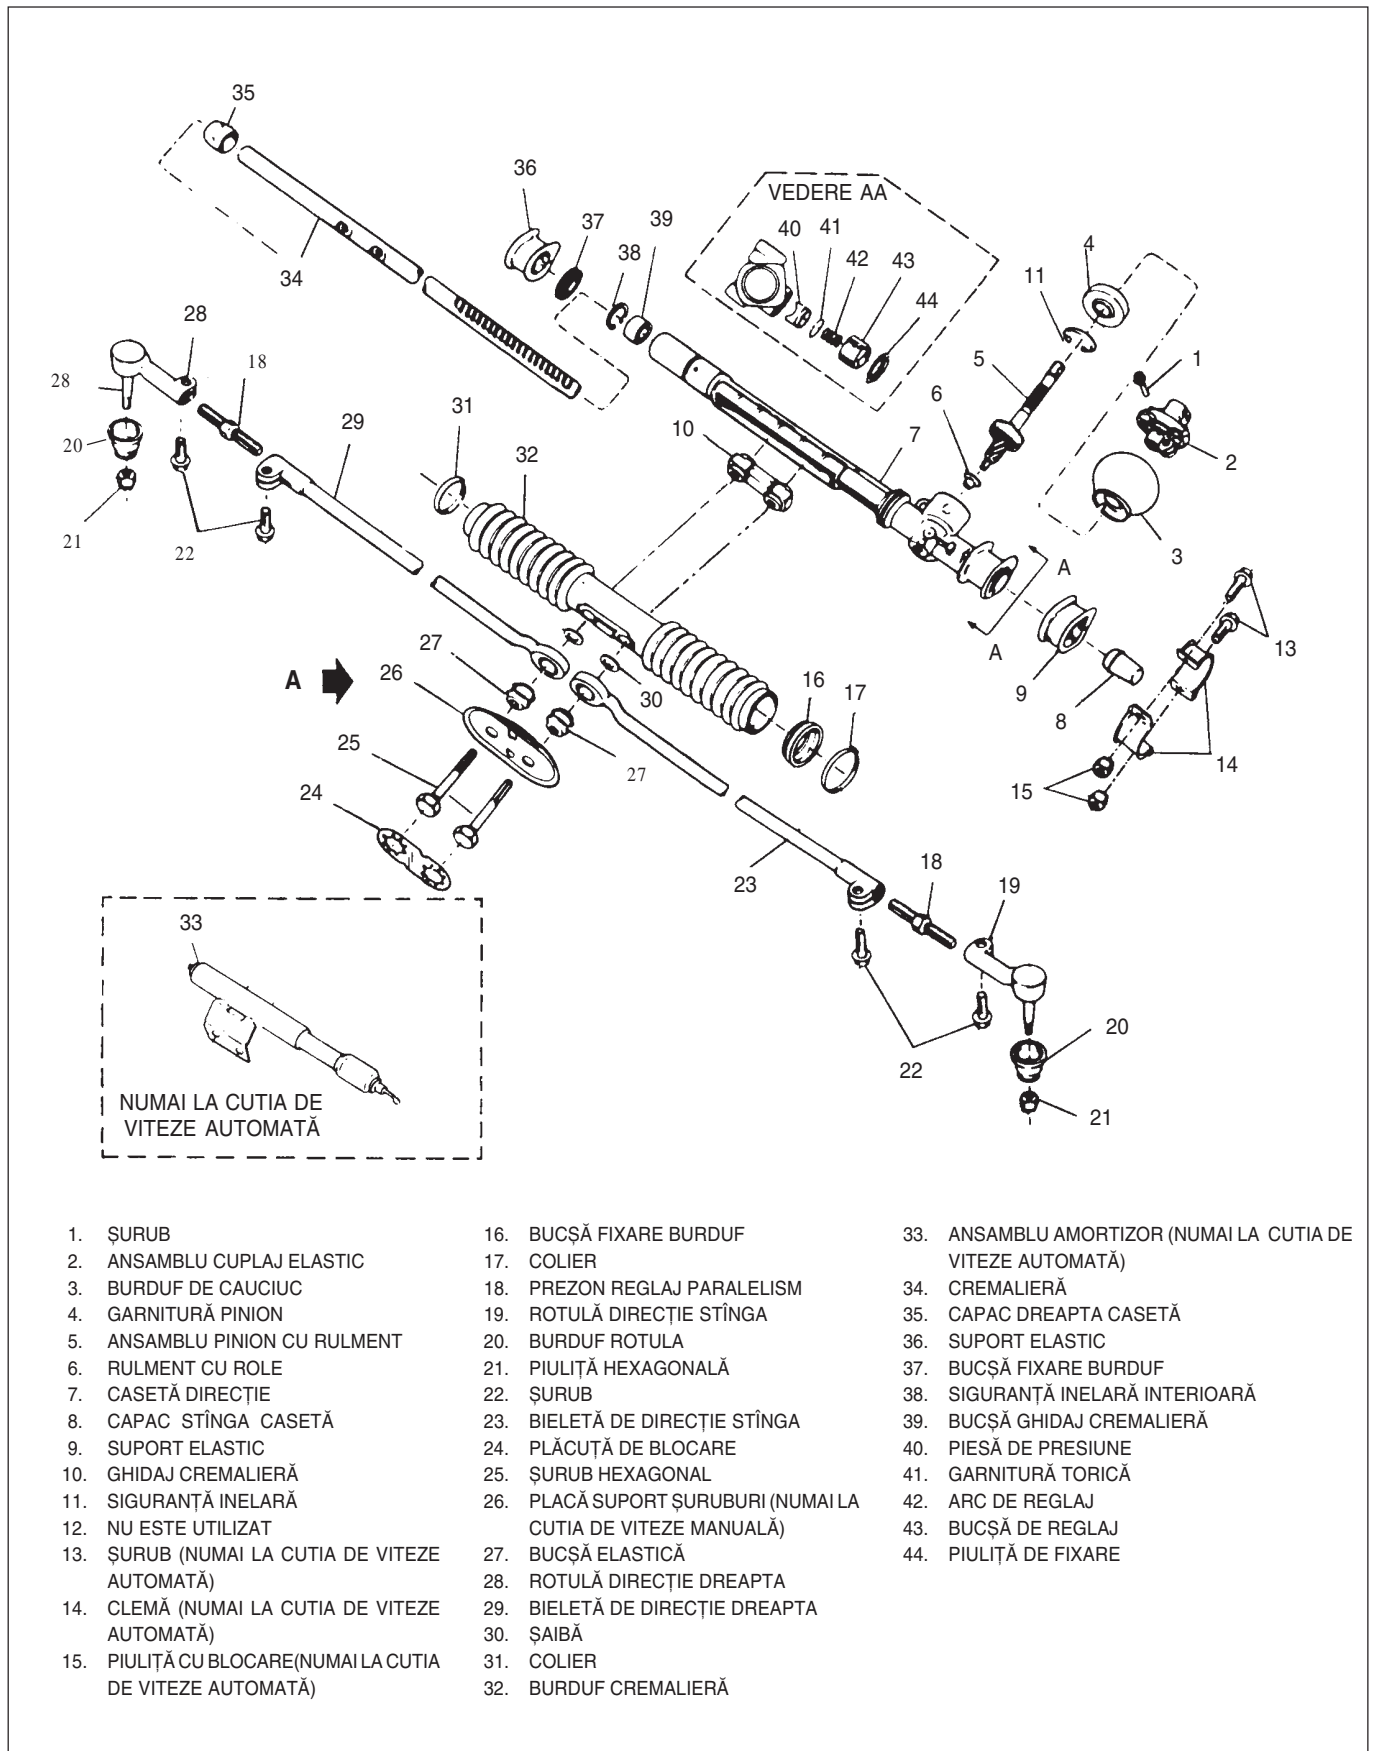 35
36
VEDERE AA
37
39
40
41
4
38
42
43
34
44
11
28
18
5
1
28
31
6
20
29
32
10
7
2
21
22
3
A
13
27
A
A
26
30
16
17
9
8
25
27
14
15
24
23
18
19
33
20
22
21
NUMAI LA CUTIA DE
VITEZE AUTOMATĂ
1. ȘURUB
2. ANSAMBLU CUPLAJ ELASTIC
3. BURDUF DE CAUCIUC
4. GARNITURĂ PINION
5. ANSAMBLU PINION CU RULMENT
6. RULMENT CU ROLE
7. CASETĂ DIRECȚIE
8. CAPAC STÎNGA CASETĂ
9. SUPORT ELASTIC
10. GHIDAJ CREMALIERĂ
11. SIGURANȚĂ INELARĂ
12. NU ESTE UTILIZAT
13. ȘURUB (NUMAI LA CUTIA DE VITEZE
AUTOMATĂ)
14. CLEMĂ (NUMAI LA CUTIA DE VITEZE
AUTOMATĂ)
15. PIULIȚĂ CU BLOCARE(NUMAI LA CUTIA
DE VITEZE AUTOMATĂ)
16. BUCȘĂ FIXARE BURDUF
17. COLIER
18. PREZON REGLAJ PARALELISM
19. ROTULĂ DIRECȚIE STÎNGA
20. BURDUF ROTULA
21. PIULIȚĂ HEXAGONALĂ
22. ȘURUB
23. BIELETĂ DE DIRECȚIE STÎNGA
24. PLĂCUȚĂ DE BLOCARE
25. ȘURUB HEXAGONAL
26. PLACĂ SUPORT ȘURUBURI (NUMAI LA
CUTIA DE VITEZE MANUALĂ)
27. BUCȘĂ ELASTICĂ
28. ROTULĂ DIRECȚIE DREAPTA
29. BIELETĂ DE DIRECȚIE DREAPTA
30. ȘAIBĂ
31. COLIER
32. BURDUF CREMALIERĂ
33. ANSAMBLU AMORTIZOR (NUMAI LA CUTIA DE
VITEZE AUTOMATĂ)
34. CREMALIERĂ
35. CAPAC DREAPTA CASETĂ
36. SUPORT ELASTIC
37. BUCȘĂ FIXARE BURDUF
38. SIGURANȚĂ INELARĂ INTERIOARĂ
39. BUCȘĂ GHIDAJ CREMALIERĂ
40. PIESĂ DE PRESIUNE
41. GARNITURĂ TORICĂ
42. ARC DE REGLAJ
43. BUCȘĂ DE REGLAJ
44. PIULIȚĂ DE FIXARE